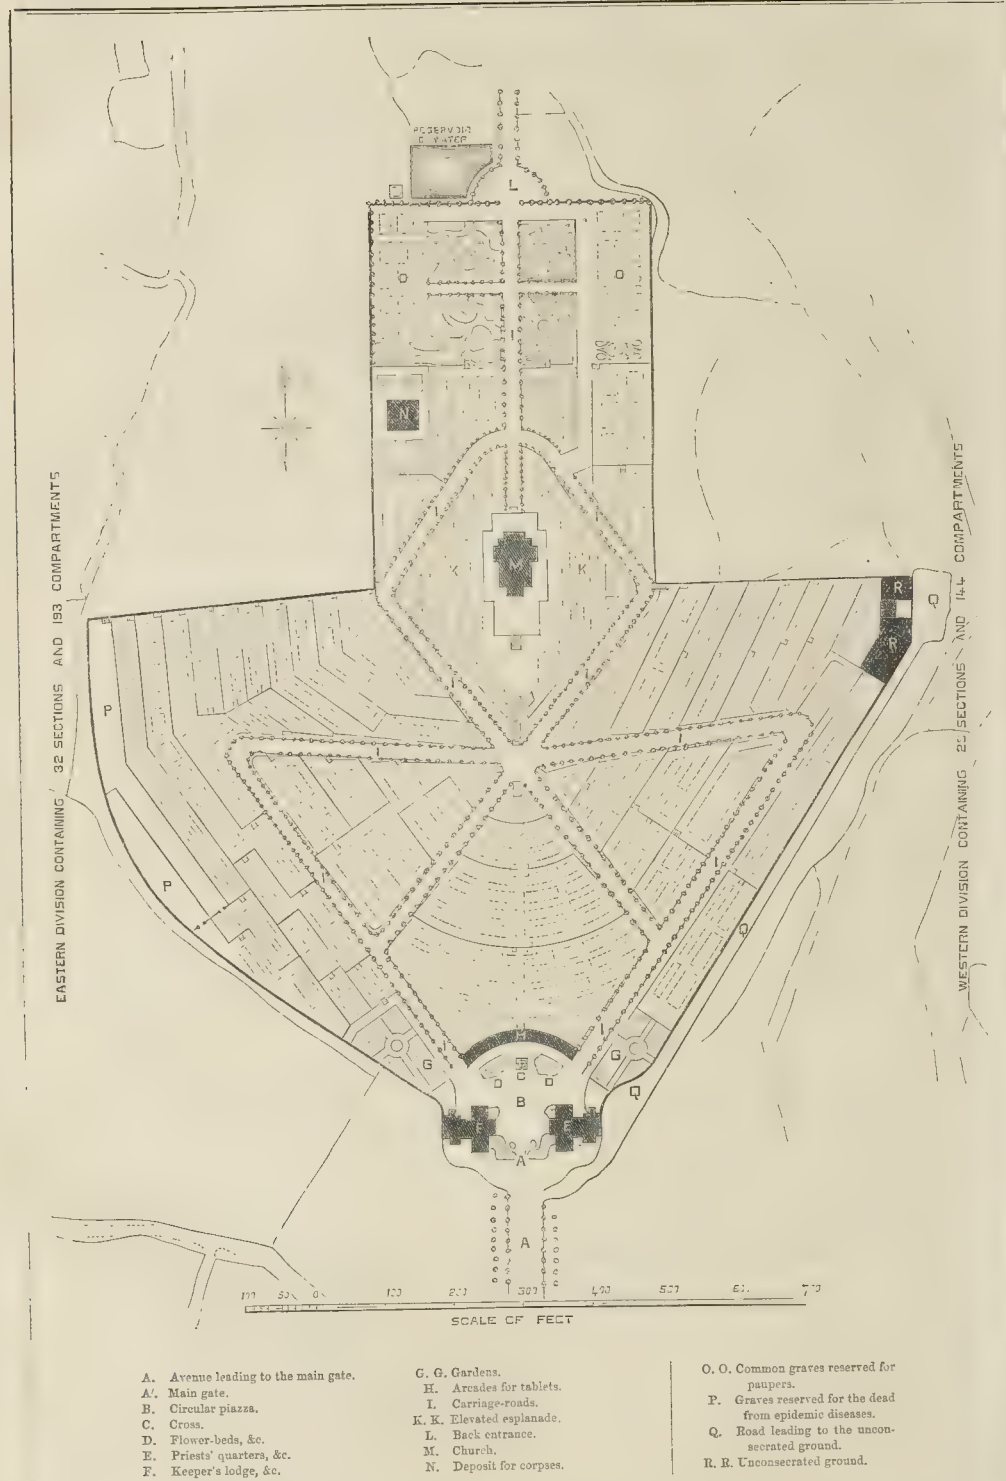 RESERVOIR
O WATER
L
O
O
I
N
M
K
K
I
I
I
I
I
I
R
R
Q
P
P
I
I
Q
H
G
G
I
I
C
D
D
B
E
E
Q
A
A
EASTERN DIVISION CONTAINING 32 SECTIONS AND 193 COMPARTMENTS
WESTERN DIVISION CONTAINING SECTIONS AND 144 COMPARTMENTS
100 50 0 100 200 300 400 500 700
SCALE OF FEET
A. Avenue leading to the main gate.
A'. Main gate.
B. Circular piazza.
C. Cross.
D. Flower-beds, &c.
E. Priests' quarters, &c.
F. Keeper's lodge, &c.
G. G. Gardens.
H. Arcades for tablets.
I. Carriage-roads.
K. K. Elevated esplanade.
L. Back entrance.
M. Church.
N. Deposit for corpses.
O. O. Common graves reserved for
paupers.
P. Graves reserved for the dead
from epidemic diseases.
Q. Road leading to the uncon-
secrated ground.
R. R. Unconsecrated ground.